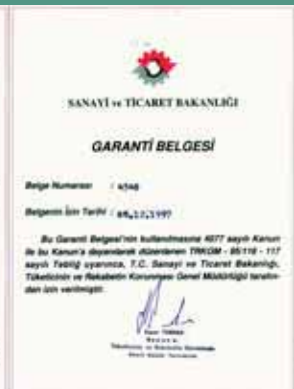 SANAYİ ve TİCARET BAKANLIĞI
GARANTİ BELGESİ
Belge Numarası : 4546
Belgenin İzin Tarihi : 08.12.1997
Bu Garanti Belgesi'nin kullanılmasına 4077 sayılı Kanun
ile bu Kanun'a dayanılarak düzenlenen TRKGM - 95/116 - 117
sayılı Tebliğ uyarınca, T.C. Sanayi ve Ticaret Bakanlığı,
Tüketicinin ve Rekabetin Korunması Genel Müdürlüğü tarafın-
dan izin verilmiştir.